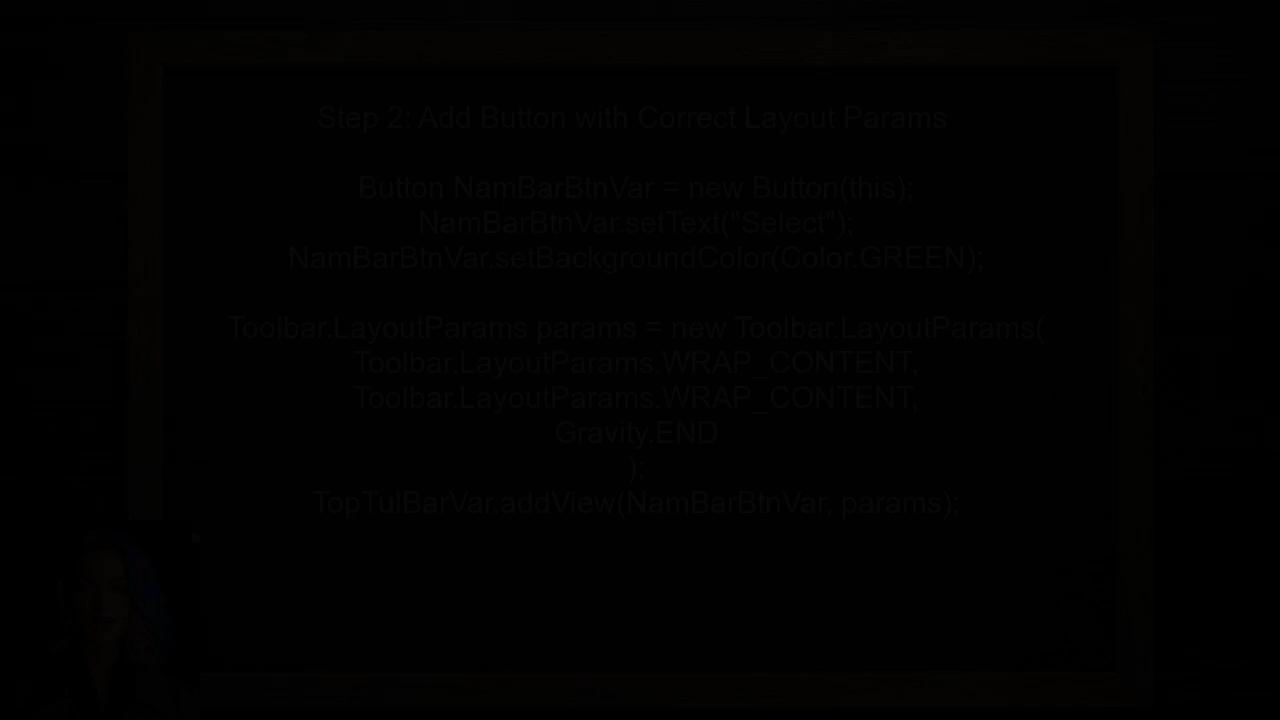 Step 2: Add Button with Correct Layout Params
Button NamBarBtnVar = new Button(this);
NamBarBtnVar.setText("Select");
NamBarBtnVar.setBackgroundColor(Color.GREEN);
Toolbar.LayoutParams params = new Toolbar.LayoutParams(
Toolbar.LayoutParams.WRAP_CONTENT,
Toolbar.LayoutParams.WRAP_CONTENT,
Gravity.END
);
TopTulBarVar.addView(NamBarBtnVar, params);